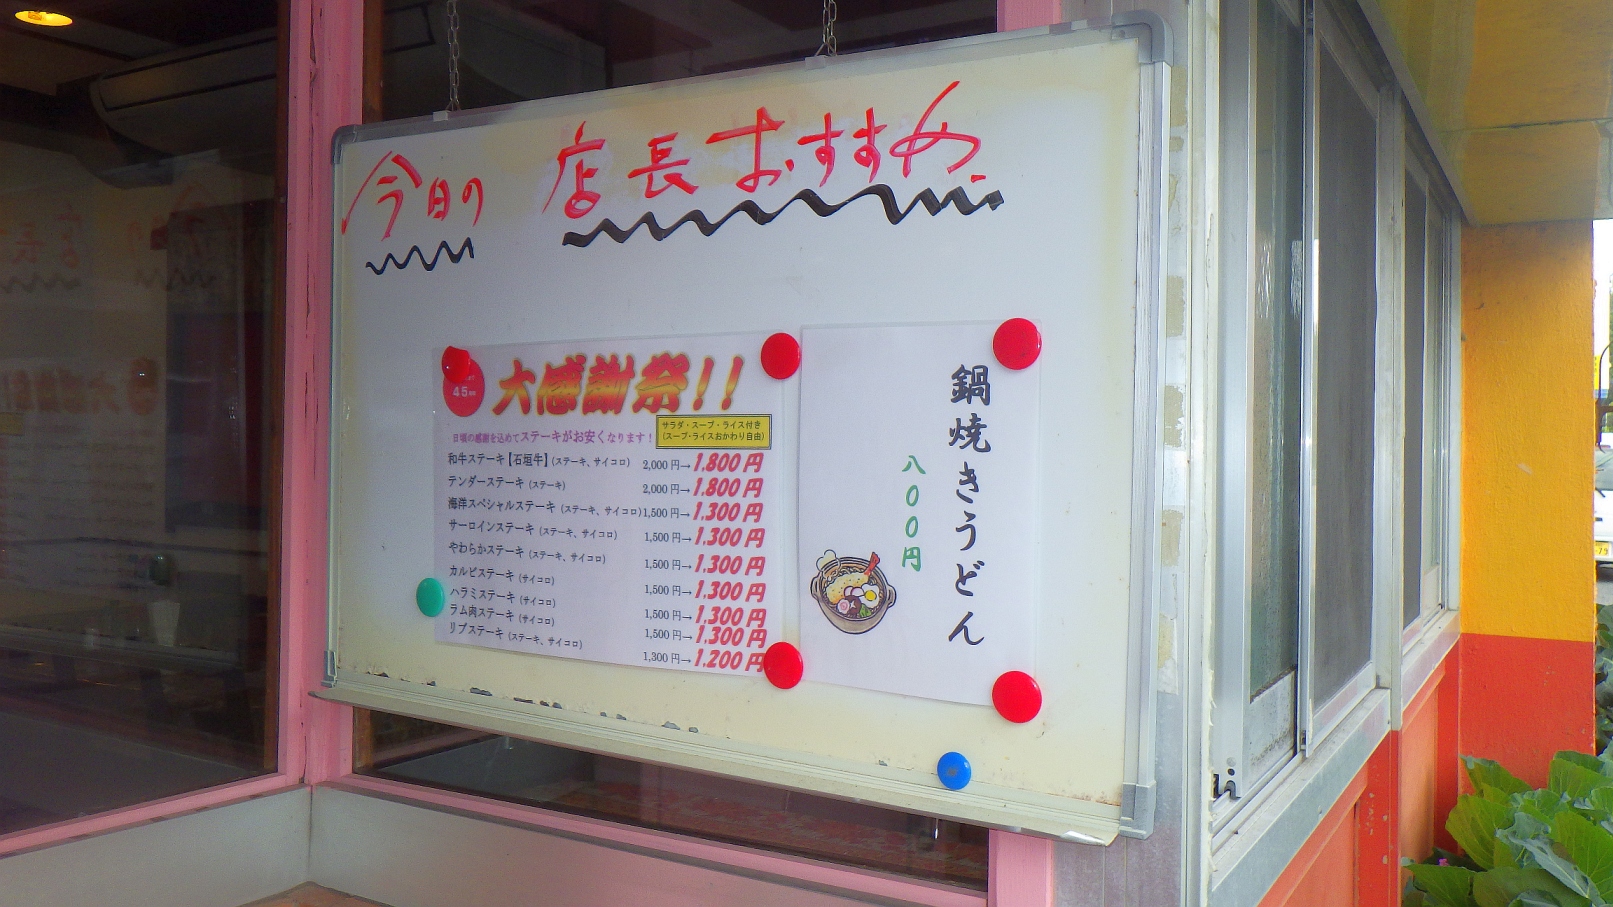 今日の 店長おすすめ
45周年
大感謝祭!!
日頃の感謝を込めてステーキがお安くなります!
サラダ・スープ・ライス付き
(スープ・ライスおかわり自由)
和牛ステーキ【石垣牛】(ステーキ、サイコロ) 2,000円→1,800円
テンダーステーキ (ステーキ) 2,000円→1,800円
海洋スペシャルステーキ (ステーキ、サイコロ) 1,500円→1,300円
サーロインステーキ (ステーキ、サイコロ) 1,500円→1,300円
やわらかステーキ (ステーキ、サイコロ) 1,500円→1,300円
カルビステーキ (サイコロ) 1,500円→1,300円
ハラミステーキ (サイコロ) 1,500円→1,300円
ラム肉ステーキ (サイコロ) 1,500円→1,300円
リブステーキ (ステーキ、サイコロ) 1,300円→1,200円
鍋焼きうどん
八〇〇円